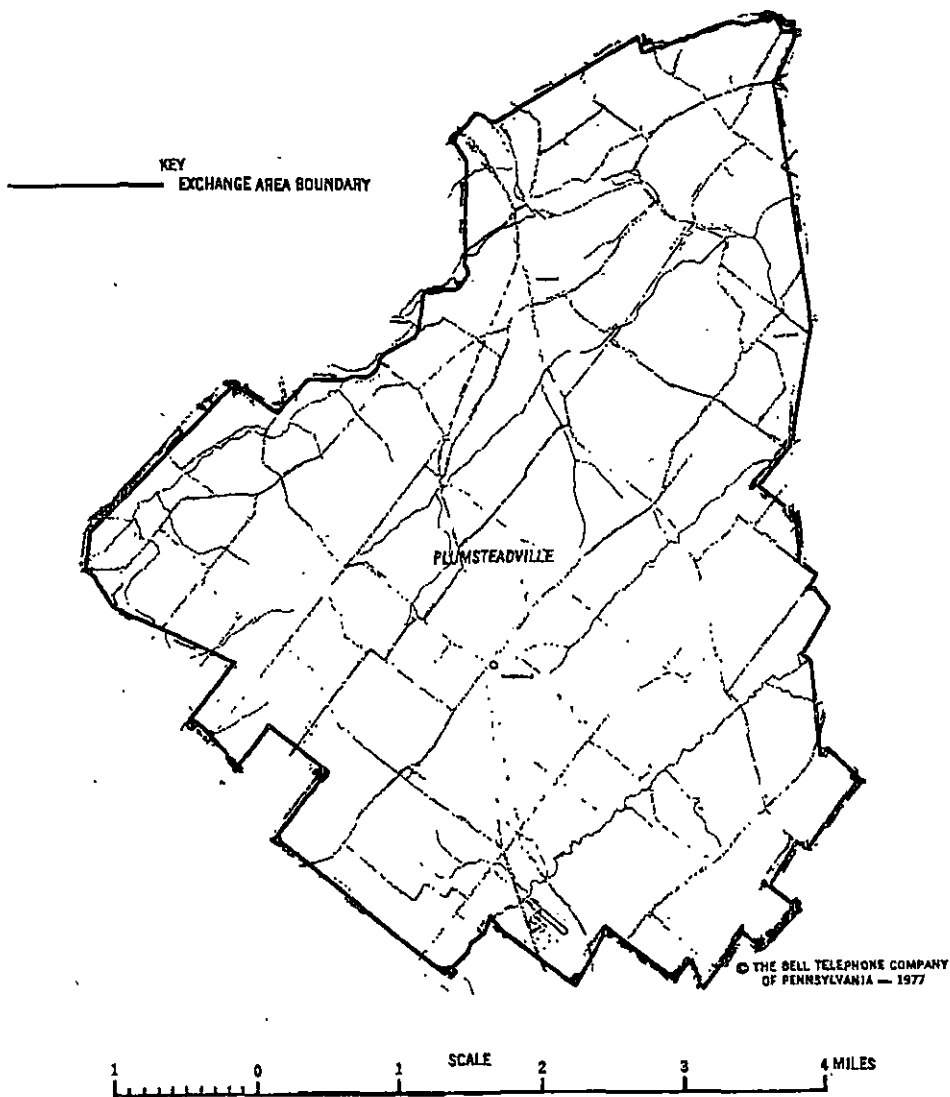 KEY
EXCHANGE AREA BOUNDARY
PLUMSTEADVILLE
© THE BELL TELEPHONE COMPANY
OF PENNSYLVANIA — 1977
SCALE
1 0 1 2 3 4 MILES